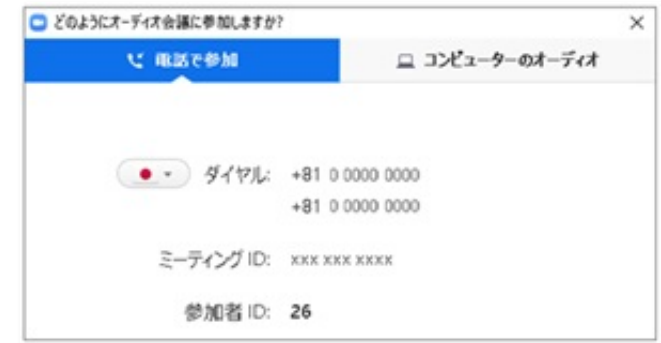 どのようにオーディオ会議に参加しますか?
電話で参加
コンピューターのオーディオ
ダイヤル: +81 0 0000 0000
+81 0 0000 0000
ミーティング ID: xxx xxx xxxx
参加者 ID: 26